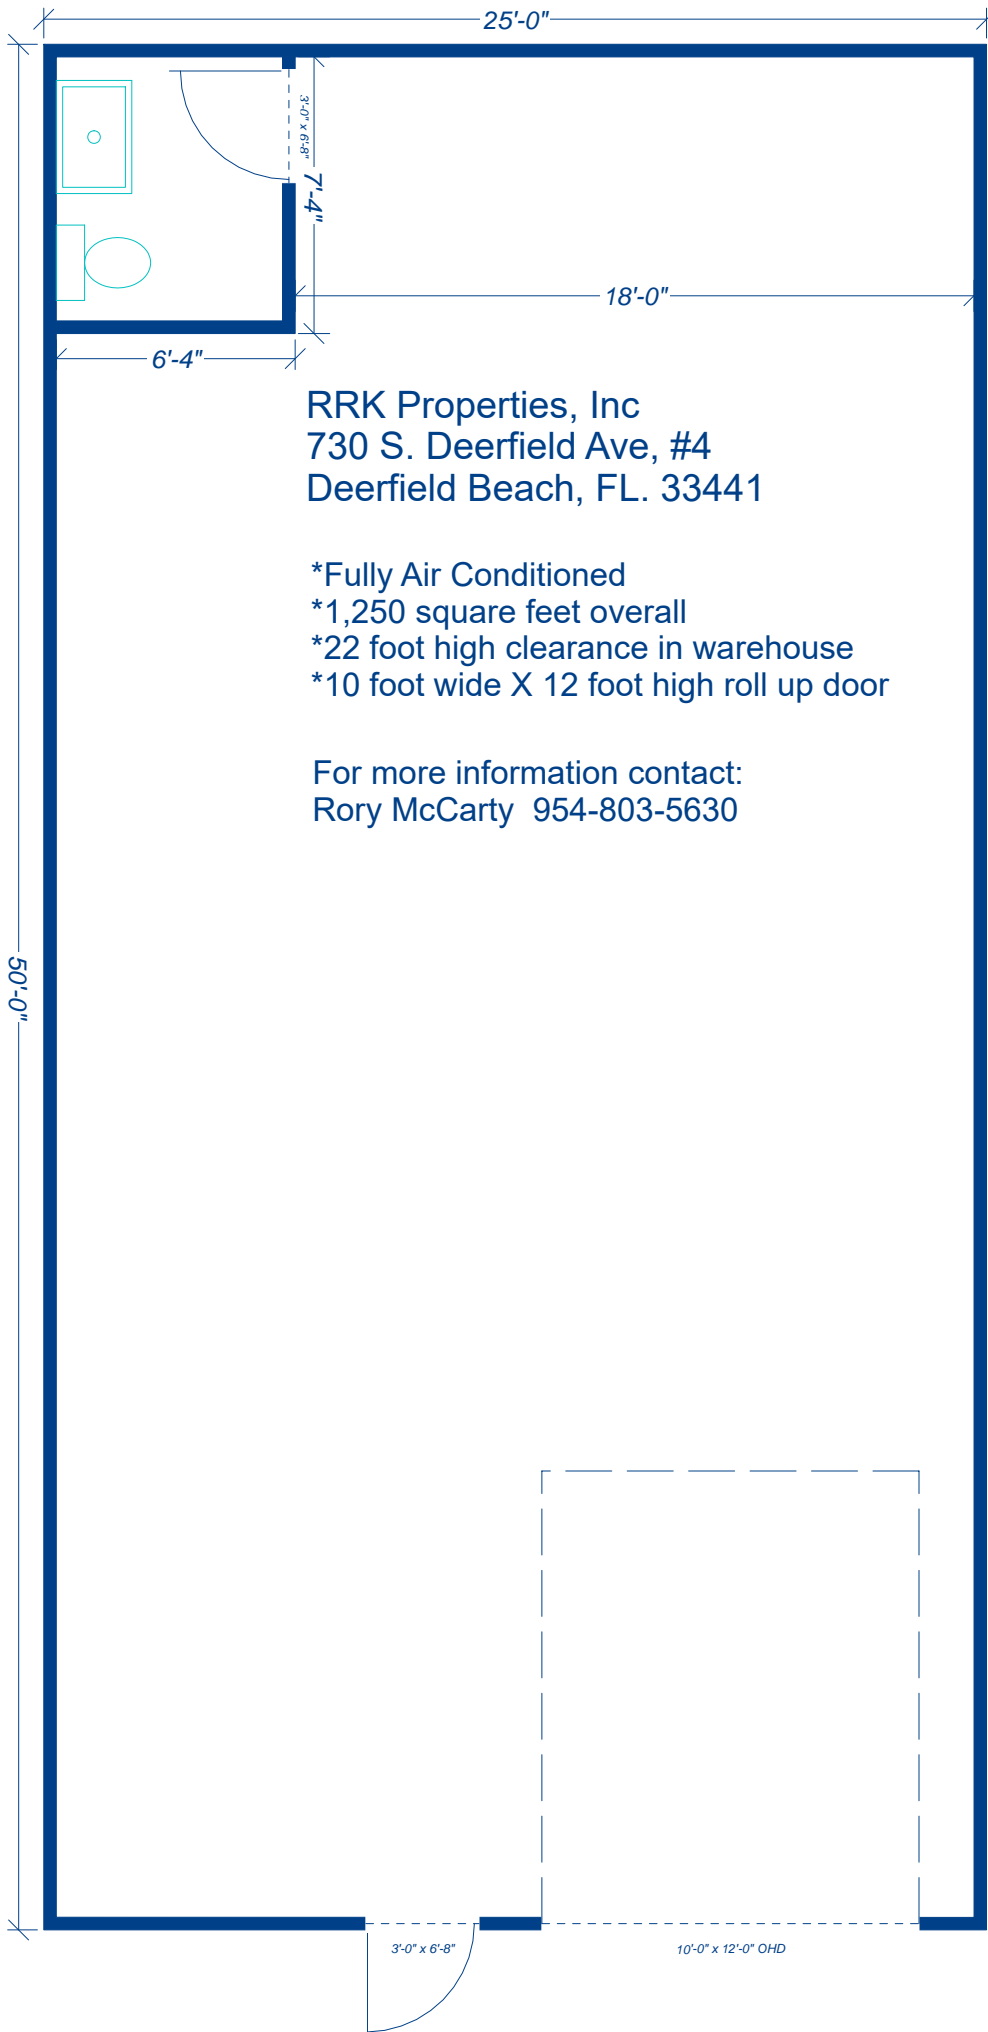 25'-0"
3'-0" x 6'-8"
7'-4"
18'-0"
6'-4"
RRK Properties, Inc
730 S. Deerfield Ave, #4
Deerfield Beach, FL. 33441
*Fully Air Conditioned
*1,250 square feet overall
*22 foot high clearance in warehouse
*10 foot wide X 12 foot high roll up door
For more information contact:
Rory McCarty  954-803-5630
50'-0"
3'-0" x 6'-8"
10'-0" x 12'-0" OHD